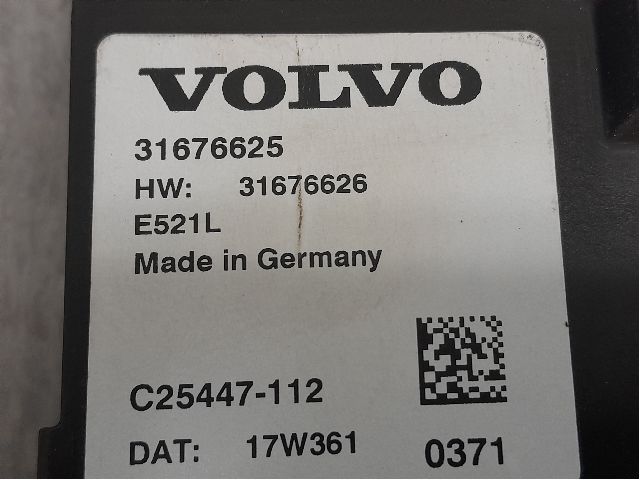 VOLVO
31676625
HW: 31676626
E521L
Made in Germany
C25447-112
DAT: 17W361 0371